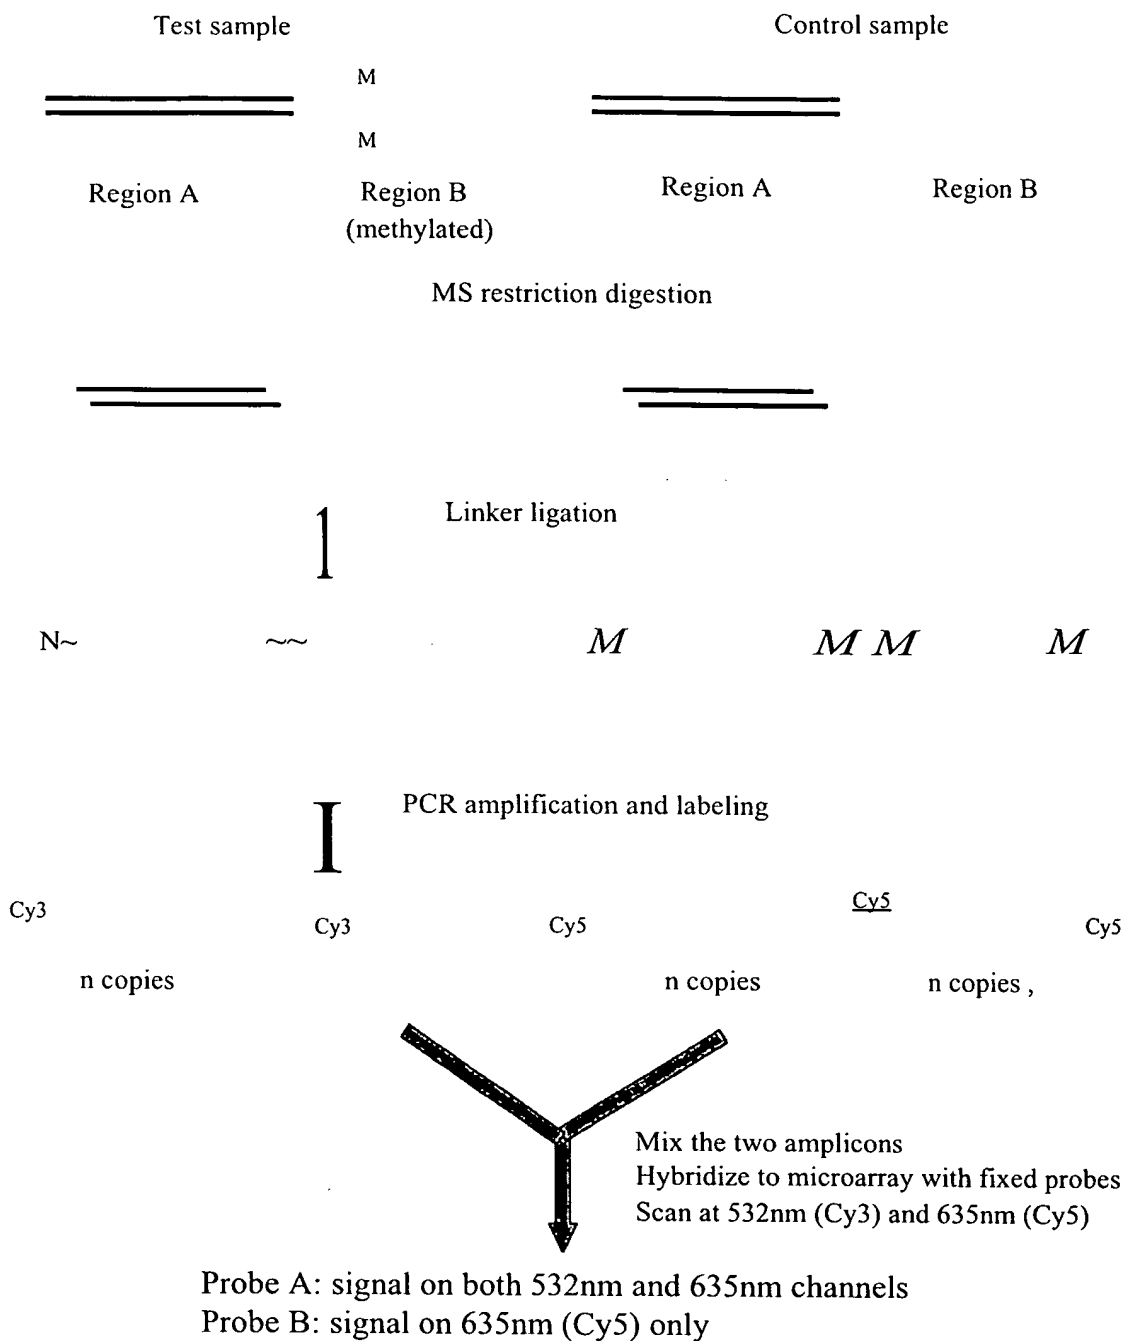 Test sample Control sample
M
M
Region A Region B Region A Region B
(methylated)
MS restriction digestion
1 Linker ligation
N~ ~~ M M M M
I PCR amplification and labeling
Cy3 Cy3 Cy5 Cy5 Cy5
n copies n copies n copies ,
Mix the two amplicons
Hybridize to microarray with fixed probes
Scan at 532nm (Cy3) and 635nm (Cy5)
Probe A: signal on both 532nm and 635nm channels
Probe B: signal on 635nm (Cy5) only